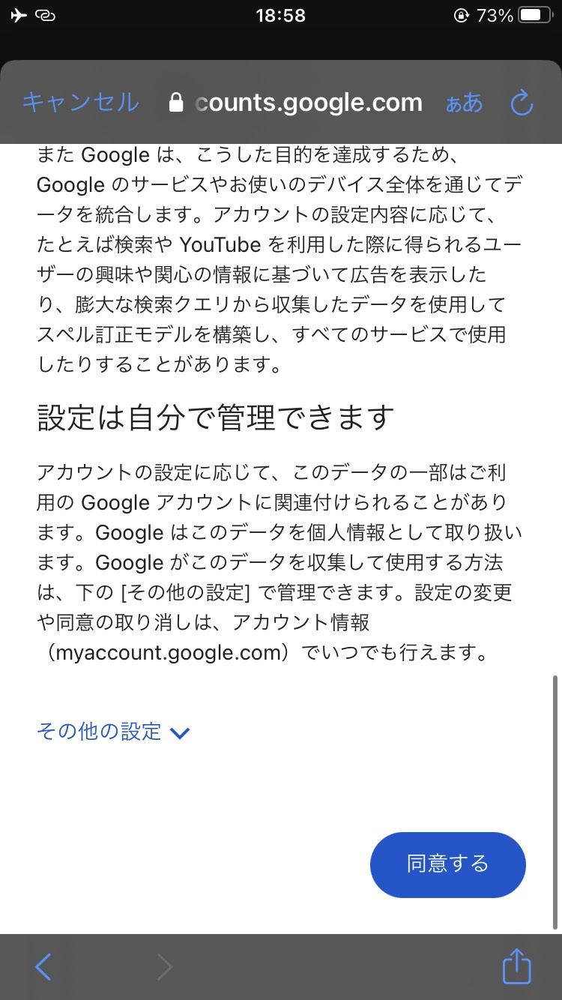 18:58
73%
キャンセル
counts.google.com
ぁあ
また Google は、こうした目的を達成するため、
Google のサービスやお使いのデバイス全体を通じてデ
ータを統合します。アカウントの設定内容に応じて、
たとえば検索や YouTube を利用した際に得られるユー
ザーの興味や関心の情報に基づいて広告を表示した
り、膨大な検索クエリから収集したデータを使用して
スペル訂正モデルを構築し、すべてのサービスで使用
したりすることがあります。
設定は自分で管理できます
アカウントの設定に応じて、このデータの一部はご利
用の Google アカウントに関連付けられることがあり
ます。Google はこのデータを個人情報として取り扱い
ます。Google がこのデータを収集して使用する方法
は、下の [その他の設定] で管理できます。設定の変更
や同意の取り消しは、アカウント情報
（myaccount.google.com）でいつでも行えます。
その他の設定
同意する